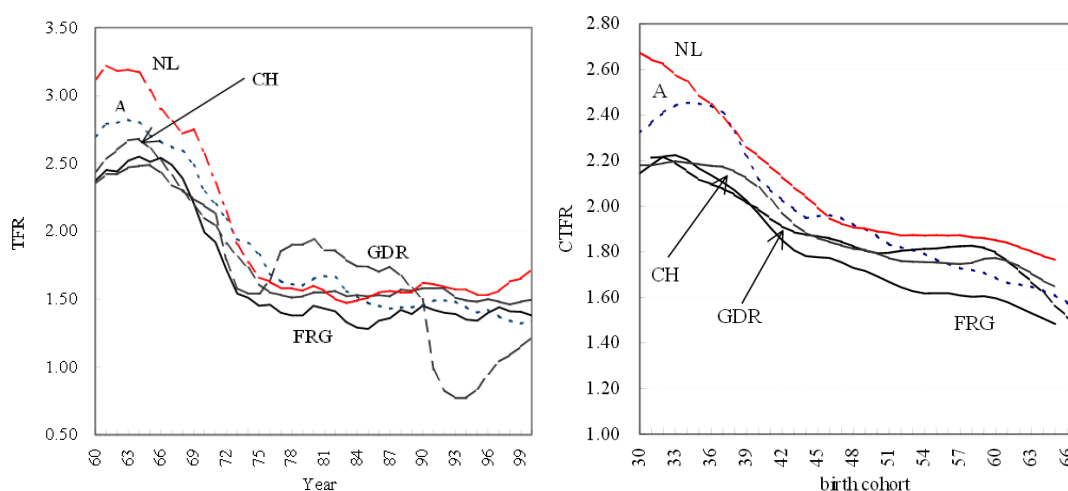 3.50
3.00
2.50
2.00
1.50
1.00
0.50
TFR
NL
CH
A
GDR
FRG
60 63 66 69 72 75 78 81 84 87 90 93 96 99
Year
2.80
2.60
2.40
2.20
2.00
1.80
1.60
1.40
1.20
1.00
CTFR
NL
A
CH
GDR
FRG
30 33 36 39 42 45 48 51 54 57 60 63 66
birth cohort